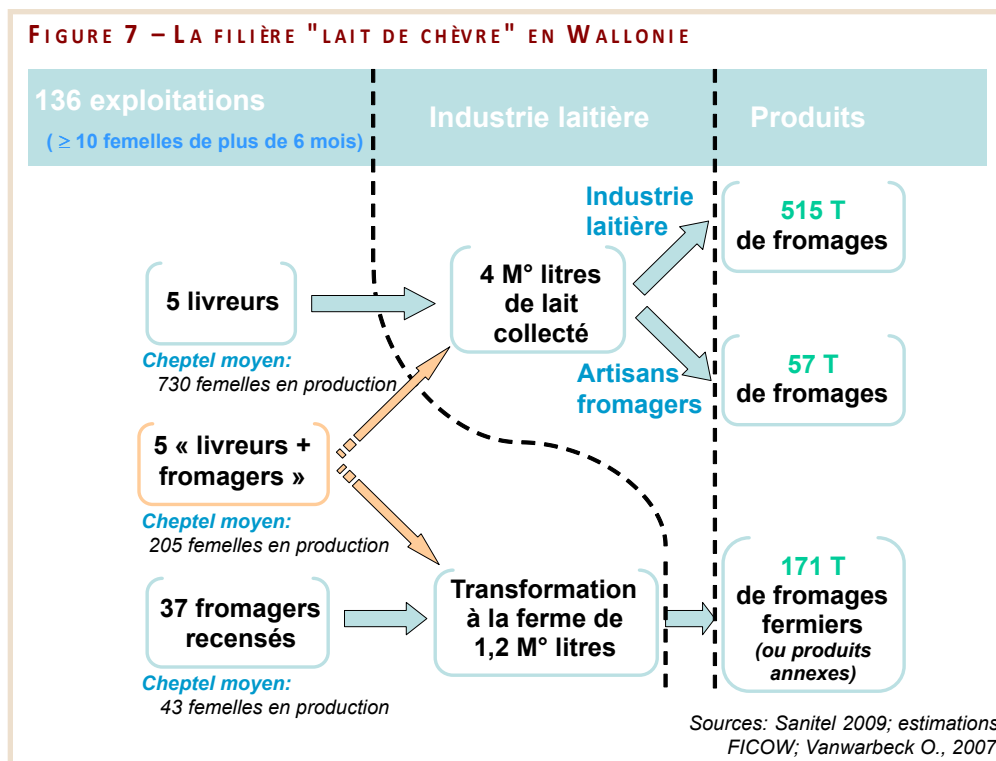 FIGURE 7 – LA FILIÈRE "LAIT DE CHÈVRE" EN WALLONIE
136 exploitations
( ≥ 10 femelles de plus de 6 mois)
Industrie laitière
Produits
Industrie
laitière
515 T
de fromages
5 livreurs
4 M° litres
de lait
collecté
Cheptel moyen:
730 femelles en production
Artisans
fromagers
57 T
de fromages
5 « livreurs +
fromagers »
Cheptel moyen:
205 femelles en production
37 fromagers
recensés
Transformation
à la ferme de
1,2 M° litres
171 T
de fromages
fermiers
(ou produits
annexes)
Cheptel moyen:
43 femelles en production
Sources: Sanitel 2009; estimations
FICOW; Vanwarbeck O., 2007